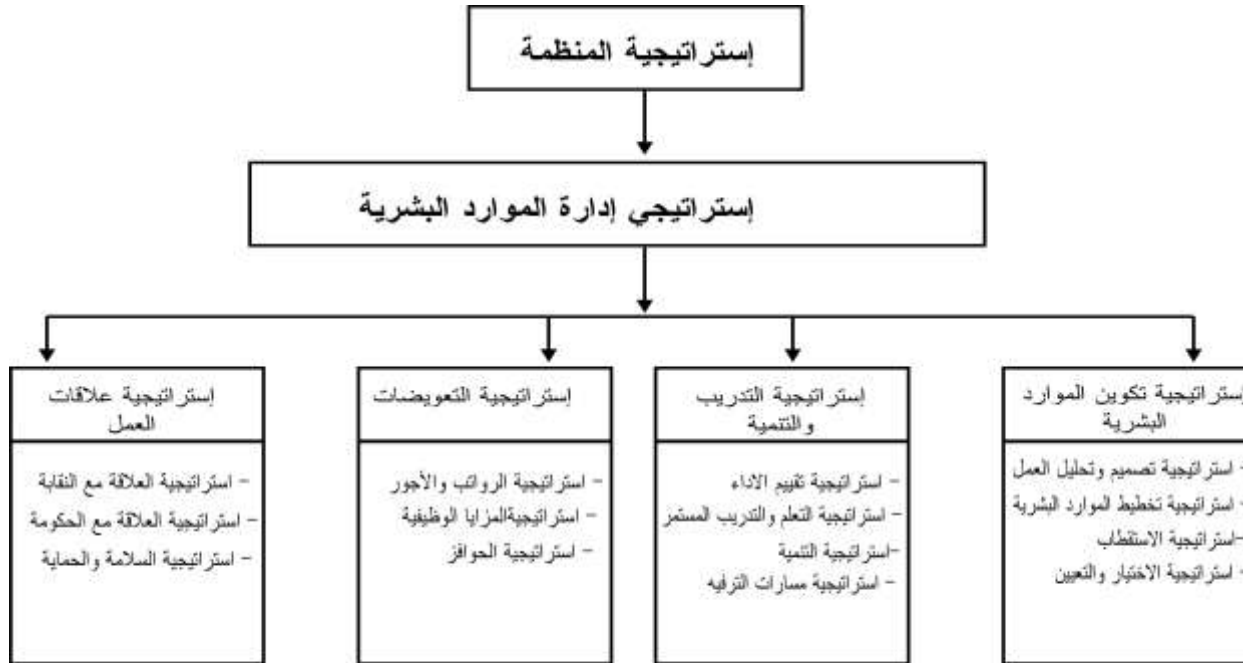 إستراتيجية المنظمة
إستراتيجي إدارة الموارد البشرية
إستراتيجية تكوين الموارد
البشرية
- استراتيجية تصميم وتحليل العمل
- استراتيجية تخطيط الموارد البشرية
-استراتيجية الاستقطاب
- استراتيجية الاختيار والتعيين
إستراتيجية التدريب
والتنمية
- استراتيجية تقييم الاداء
- استراتيجية التعلم والتدريب المستمر
-استراتيجية التنمية
- استراتيجية مسارات الترفيه
إستراتيجية التعويضات
- استراتيجية الرواتب والأجور
- استراتيجيةالمزايا الوظيفية
- استراتيجية الحوافز
إستراتيجية علاقات
العمل
- استراتيجية العلاقة مع النقابة
- استراتيجية العلاقة مع الحكومة
- استراتيجية السلامة والحماية